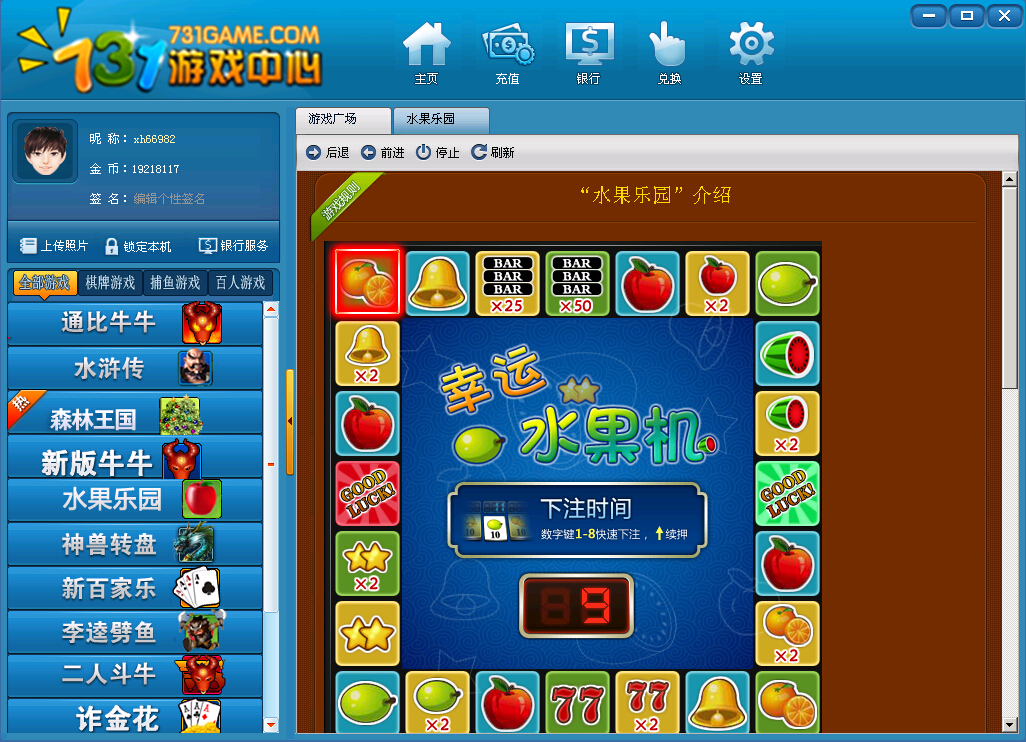 731GAME.COM
731游戏中心
主页
充值
银行
兑换
设置
昵 称：xh66982
金 币：19218117
签 名：编辑个性签名
上传照片
锁定本机
银行服务
全部游戏
棋牌游戏
捕鱼游戏
百人游戏
通比牛牛
水浒传
热
森林王国
新版牛牛
水果乐园
神兽转盘
新百家乐
李逵劈鱼
二人斗牛
诈金花
游戏广场
水果乐园
后退
前进
停止
刷新
游戏规则
“水果乐园”介绍
BAR
BAR
BAR
×25
BAR
BAR
BAR
×50
×2
×2
GOOD
LUCK!
×2
幸运
水果机
10
10
10
下注时间
数字键1-8快速下注，↑续押
9
×2
GOOD
LUCK!
×2
×2
77
77
×2